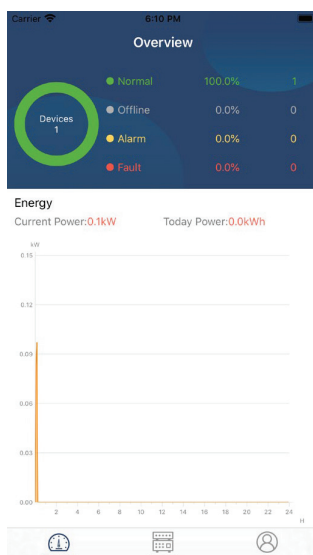 Carrier 6:10 PM
Overview
Devices
1
Normal 100.0% 1
Offline 0.0% 0
Alarm 0.0% 0
Fault 0.0% 0
Energy
Current Power:0.1kW Today Power:0.0kWh
kW
0.15
0.12
0.09
0.06
0.03
0.00
2 4 6 8 10 12 14 16 18 20 22 24
H